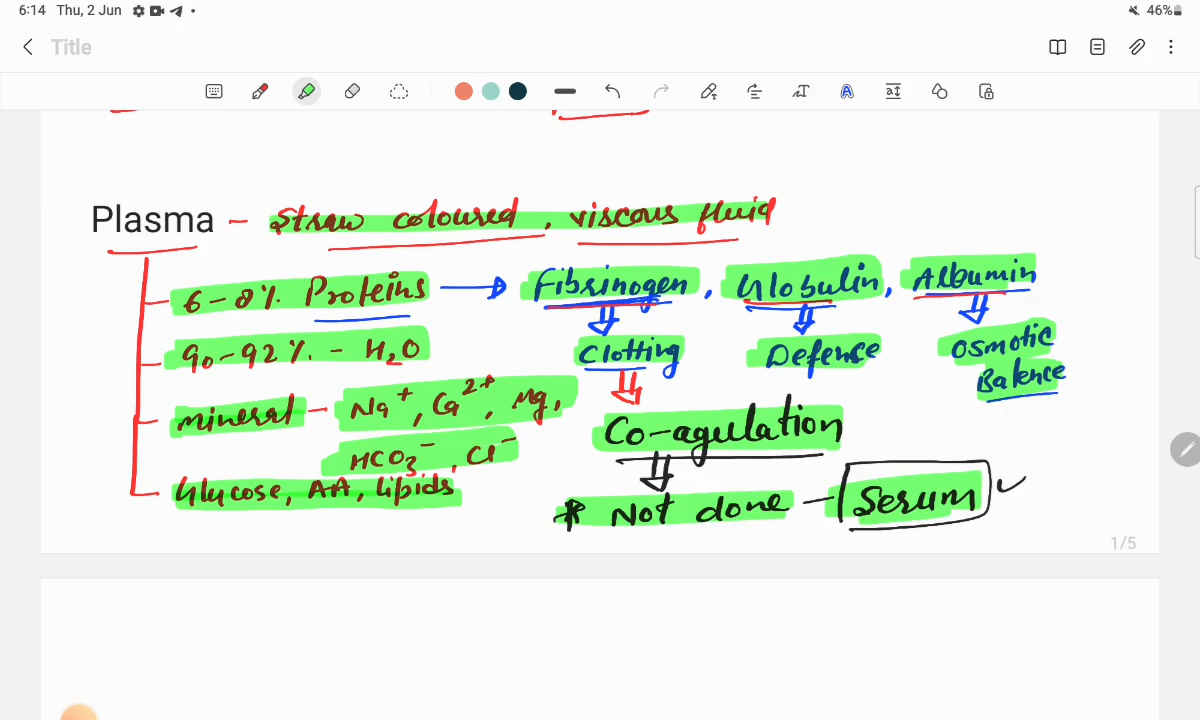 6:14 Thu, 2 Jun 46%
Title
Plasma - Straw coloured, viscous fluid
6-8% Proteins → Fibrinogen, Globulin, Albumin
Clotting Defence Osmotic Balence
90-92% - H₂O
mineral - Na⁺, Ca²⁺, Mg,
HCO₃⁻, Cl⁻
Co-agulation
Glucose, AA, lipids
* Not done - Serum ✓
1/5